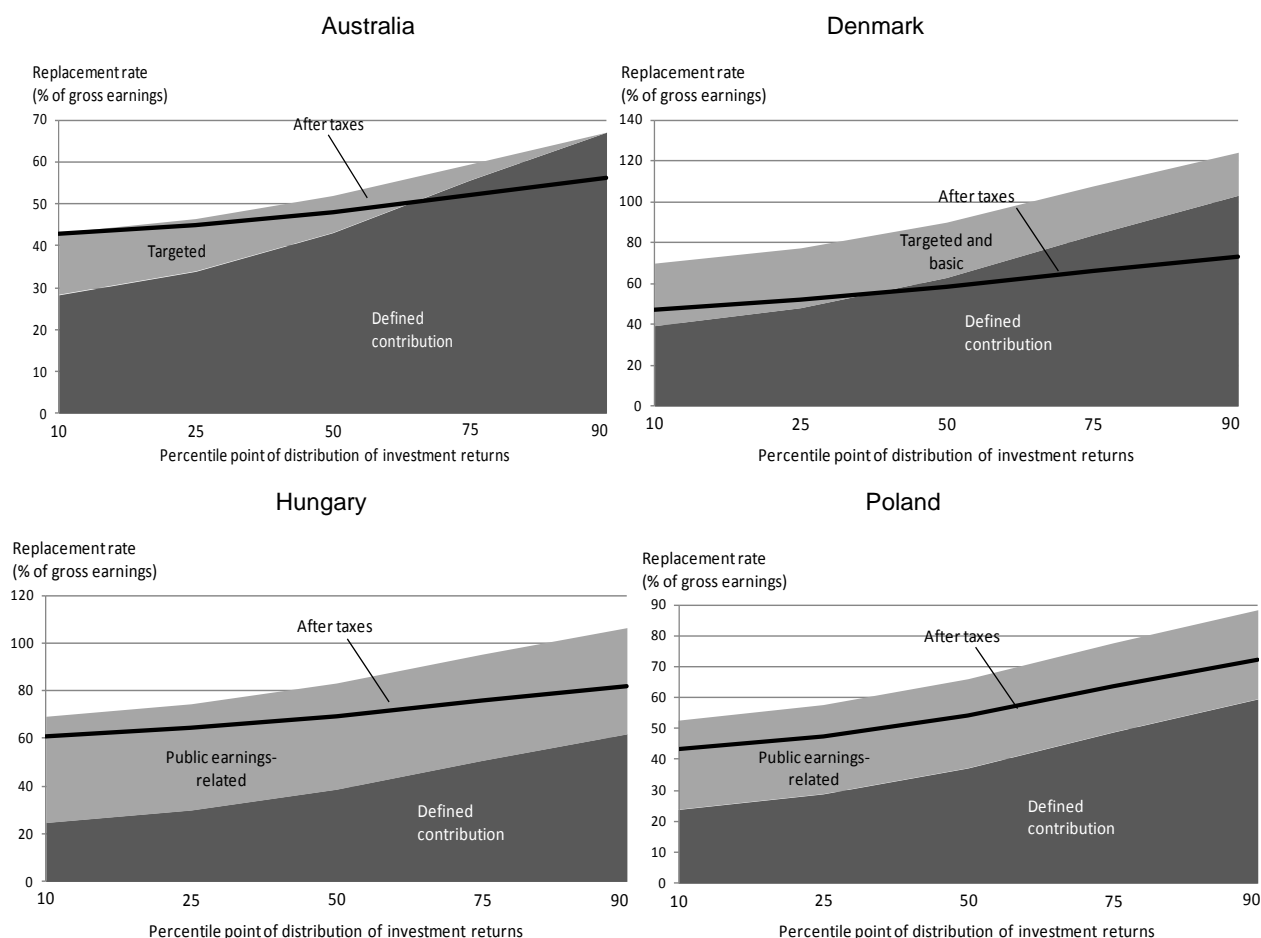 Australia
Replacement rate
(% of gross earnings)
70
60
50
40
30
20
10
0
After taxes
Targeted
Defined
contribution
10 25 50 75 90
Percentile point of distribution of investment returns
Denmark
Replacement rate
(% of gross earnings)
140
120
100
80
60
40
20
0
After taxes
Targeted and
basic
Defined
contribution
10 25 50 75 90
Percentile point of distribution of investment returns
Hungary
Replacement rate
(% of gross earnings)
120
100
80
60
40
20
0
After taxes
Public earnings-
related
Defined
contribution
10 25 50 75 90
Percentile point of distribution of investment returns
Poland
Replacement rate
(% of gross earnings)
90
80
70
60
50
40
30
20
10
0
After taxes
Public earnings-
related
Defined
contribution
10 25 50 75 90
Percentile point of distribution of investment returns